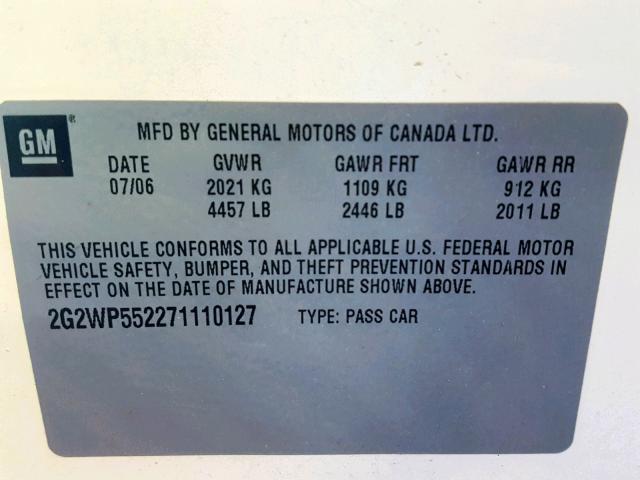 GM ®
MFD BY GENERAL MOTORS OF CANADA LTD.
DATE GVWR GAWR FRT GAWR RR
07/06 2021 KG 1109 KG 912 KG
4457 LB 2446 LB 2011 LB
THIS VEHICLE CONFORMS TO ALL APPLICABLE U.S. FEDERAL MOTOR
VEHICLE SAFETY, BUMPER, AND THEFT PREVENTION STANDARDS IN
EFFECT ON THE DATE OF MANUFACTURE SHOWN ABOVE.
2G2WP552271110127 TYPE: PASS CAR